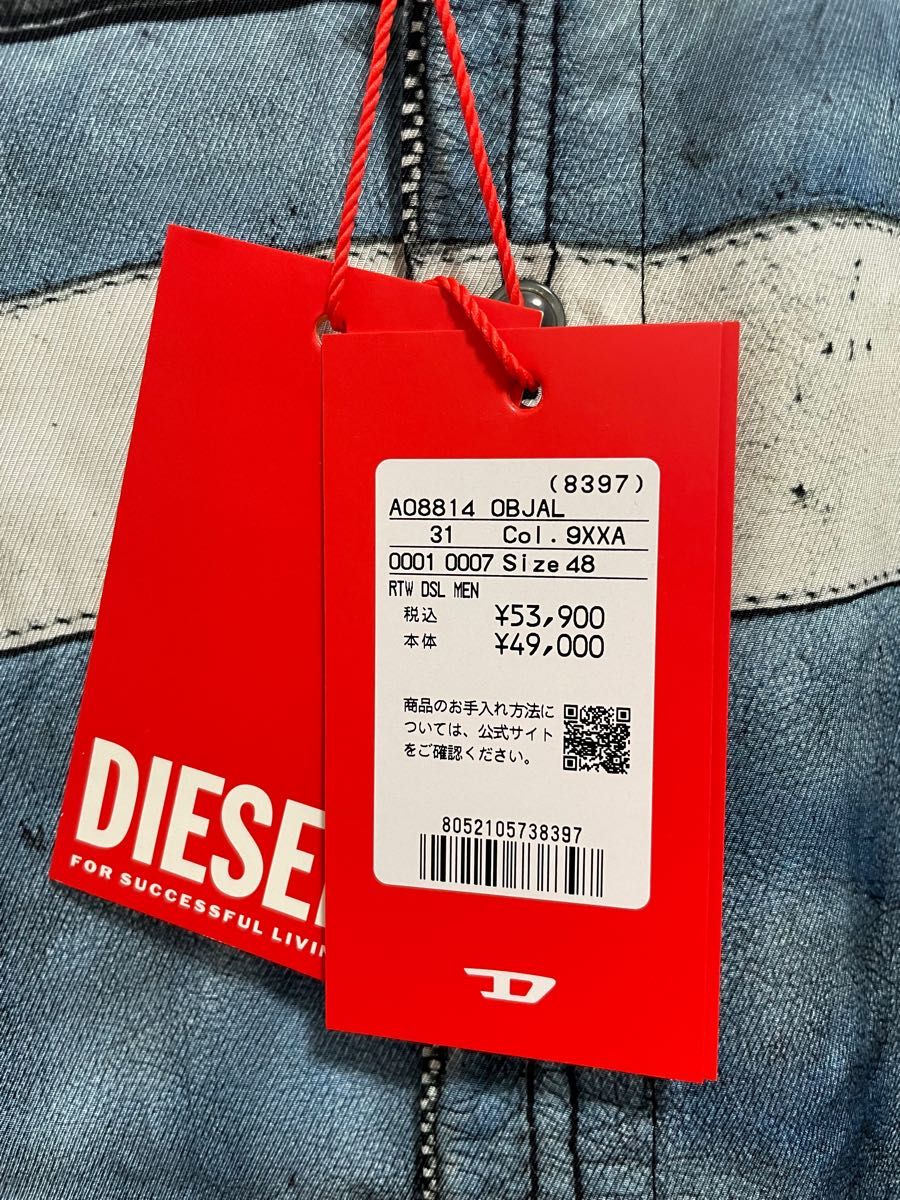 (8397)
A08814 0BJAL
31 Col.9XXA
0001 0007 Size 48
RTW DSL MEN
税込 ¥53,900
本体 ¥49,000
商品のお手入れ方法に
ついては、公式サイト
をご確認ください。
8052105738397
D
DIESE
FOR SUCCESSFUL LIVIN